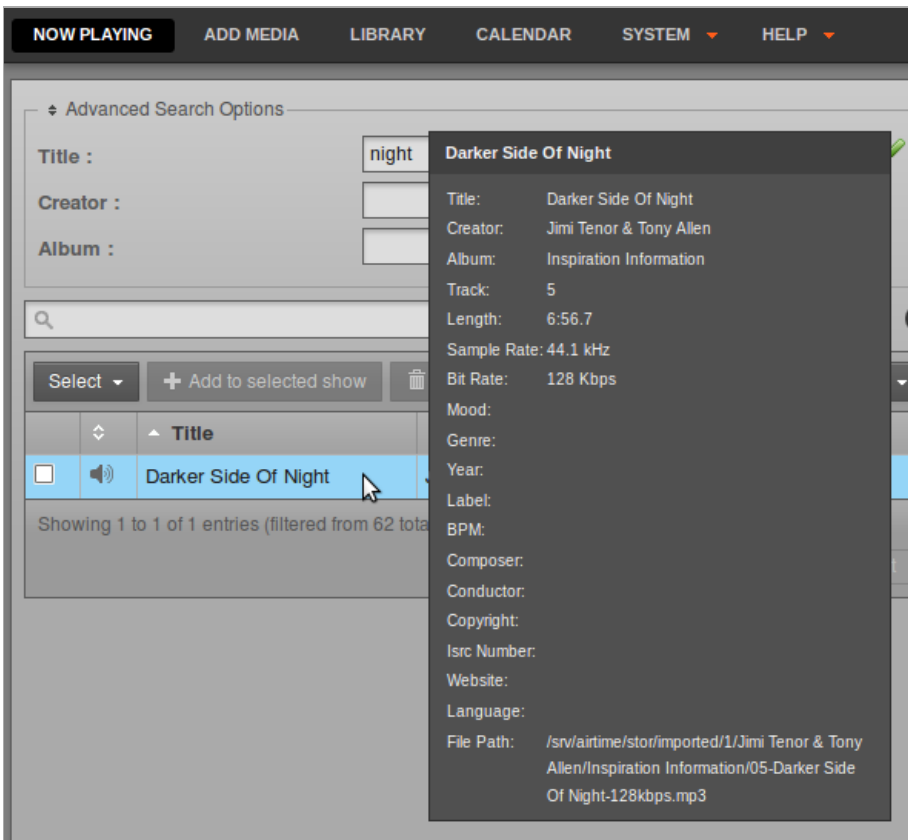 NOW PLAYING ADD MEDIA LIBRARY CALENDAR SYSTEM HELP
Advanced Search Options
Title : night
Creator :
Album :
Select Add to selected show
Title
Darker Side Of Night
Showing 1 to 1 of 1 entries (filtered from 62 tota
Darker Side Of Night
Title: Darker Side Of Night
Creator: Jimi Tenor & Tony Allen
Album: Inspiration Information
Track: 5
Length: 6:56.7
Sample Rate: 44.1 kHz
Bit Rate: 128 Kbps
Mood:
Genre:
Year:
Label:
BPM:
Composer:
Conductor:
Copyright:
Isrc Number:
Website:
Language:
File Path: /srv/airtime/stor/imported/1/Jimi Tenor & Tony
Allen/Inspiration Information/05-Darker Side
Of Night-128kbps.mp3